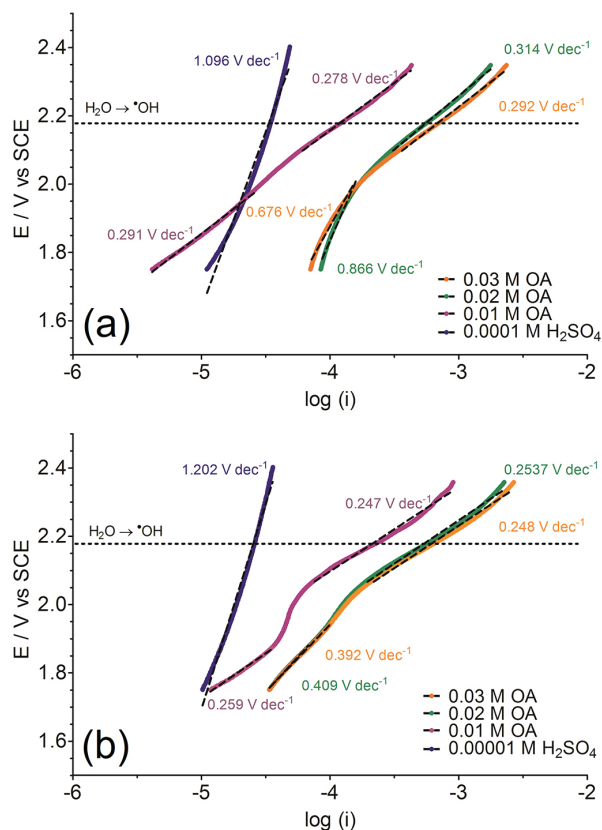 (a)
2.4
2.2
2.0
1.8
1.6
E / V vs SCE
1.096 V dec⁻¹
0.314 V dec⁻¹
0.278 V dec⁻¹
0.292 V dec⁻¹
H₂O → •OH
0.676 V dec⁻¹
0.291 V dec⁻¹
0.866 V dec⁻¹
0.03 M OA
0.02 M OA
0.01 M OA
0.0001 M H₂SO₄
-6 -5 -4 -3 -2
log (i)
(b)
2.4
2.2
2.0
1.8
1.6
E / V vs SCE
1.202 V dec⁻¹
0.2537 V dec⁻¹
0.247 V dec⁻¹
0.248 V dec⁻¹
H₂O → •OH
0.392 V dec⁻¹
0.409 V dec⁻¹
0.259 V dec⁻¹
0.03 M OA
0.02 M OA
0.01 M OA
0.00001 M H₂SO₄
-6 -5 -4 -3 -2
log (i)